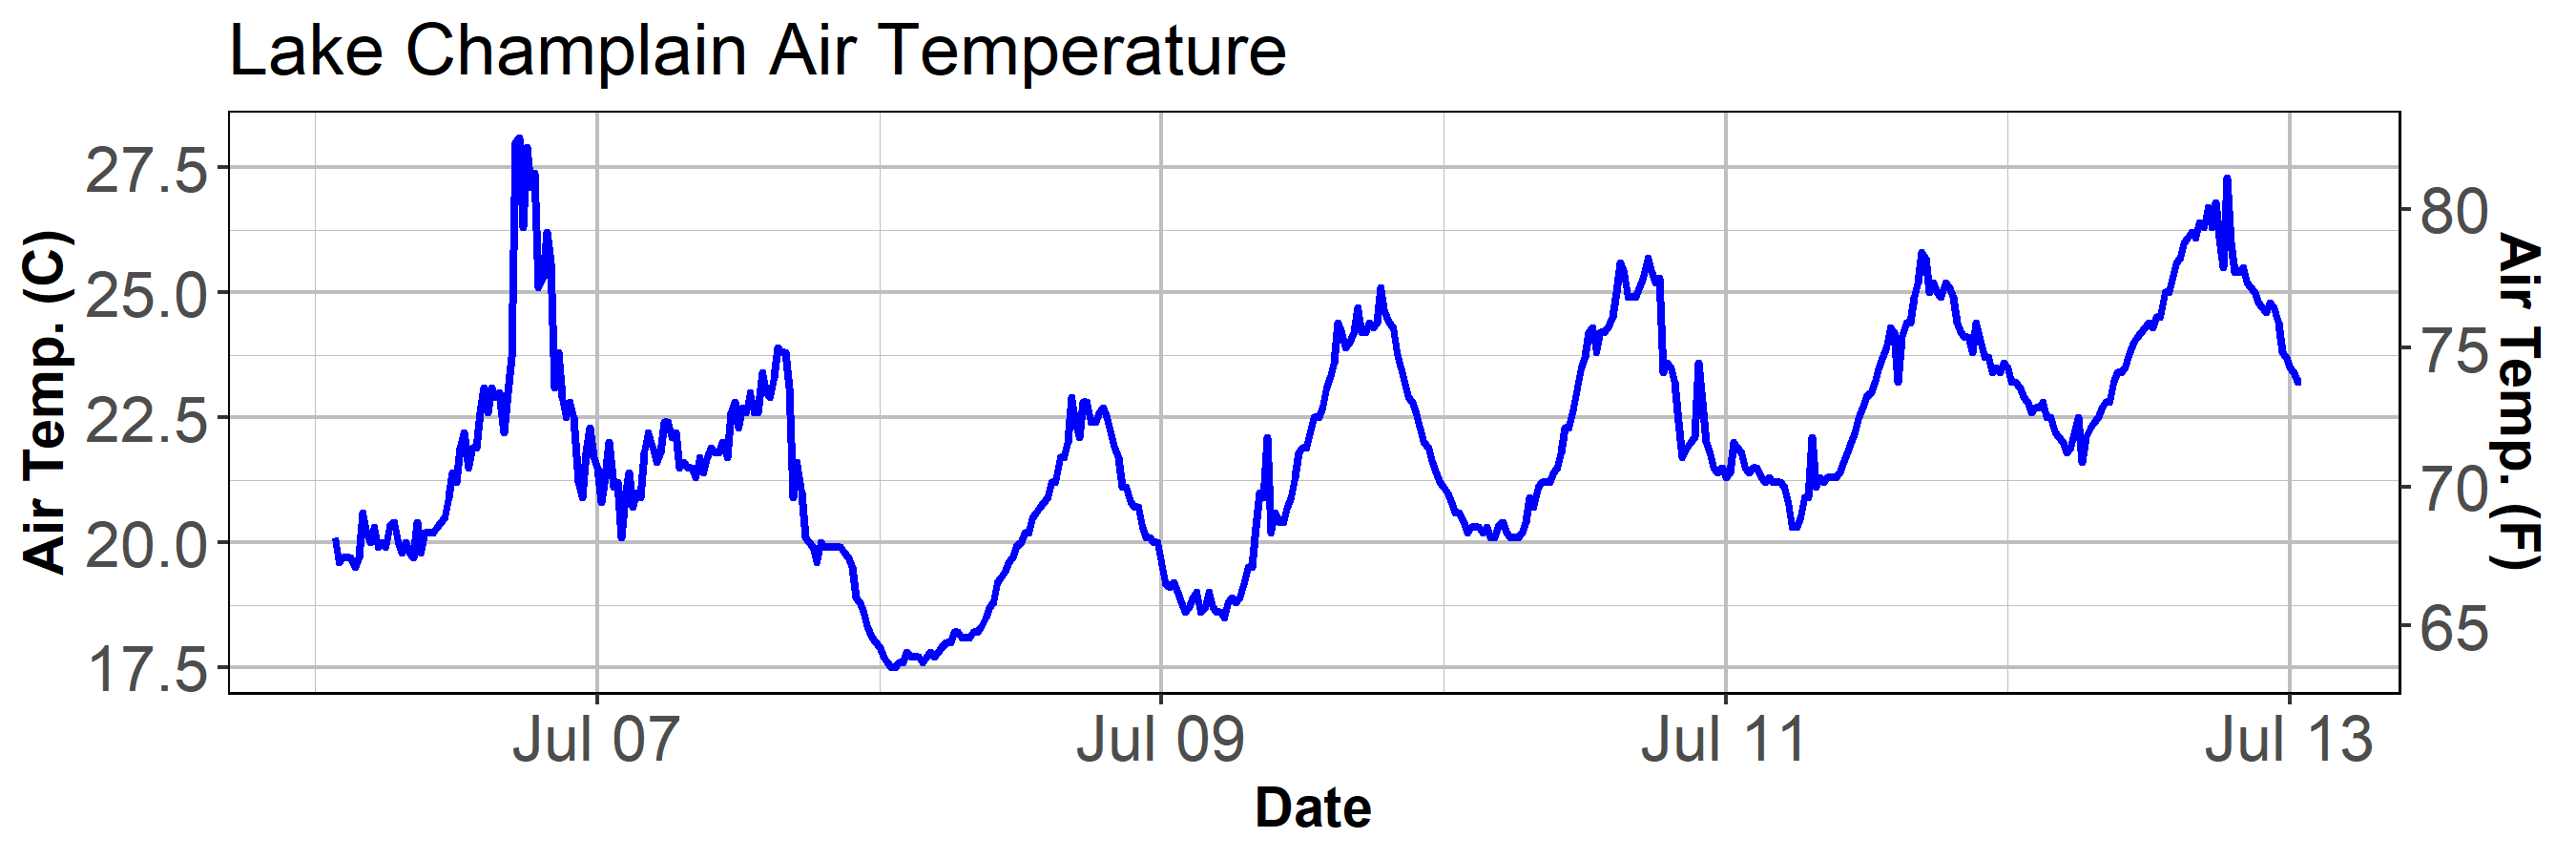 Lake Champlain Air Temperature
Air Temp. (C)
27.5
25.0
22.5
20.0
17.5
80
75
70
65
Air Temp. (F)
Jul 07
Jul 09
Jul 11
Jul 13
Date